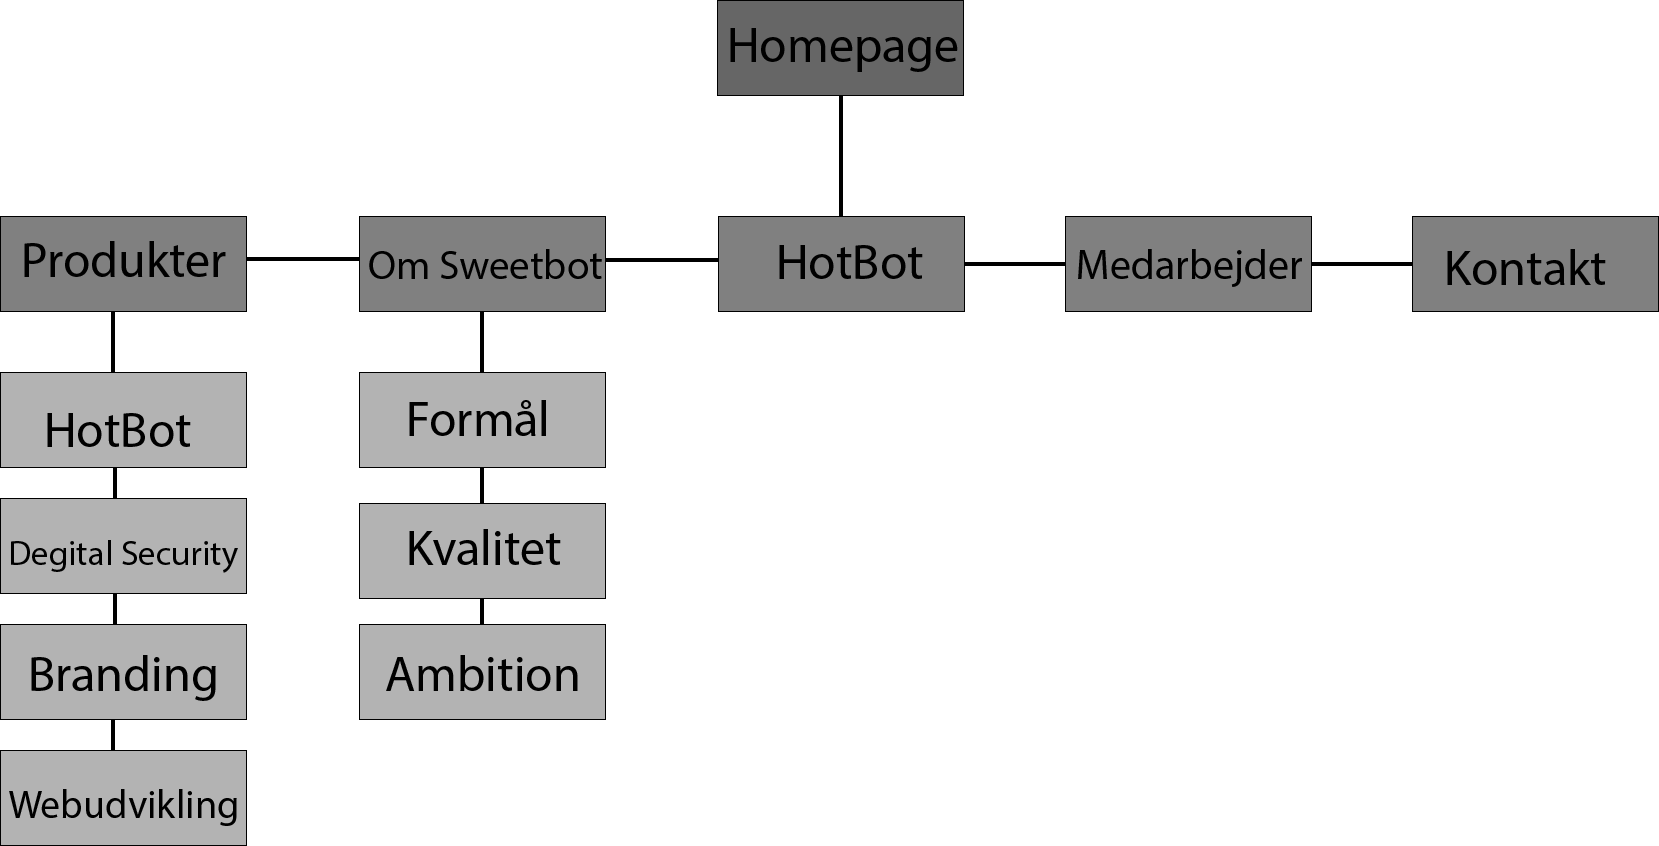 Homepage
Produkter
Om Sweetbot
HotBot
Medarbejder
Kontakt
HotBot
Degital Security
Branding
Webudvikling
Formål
Kvalitet
Ambition